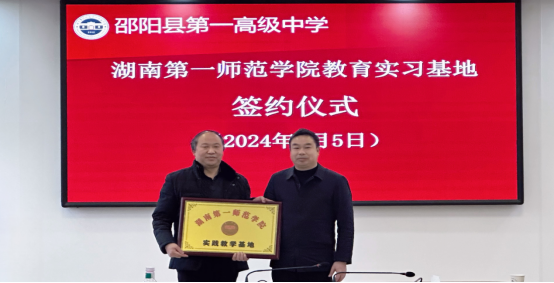 邵阳县第一高级中学
湖南第一师范学院教育实习基地
签约仪式
2024年 月5日）
湖南第一师范学院
实践教学基地